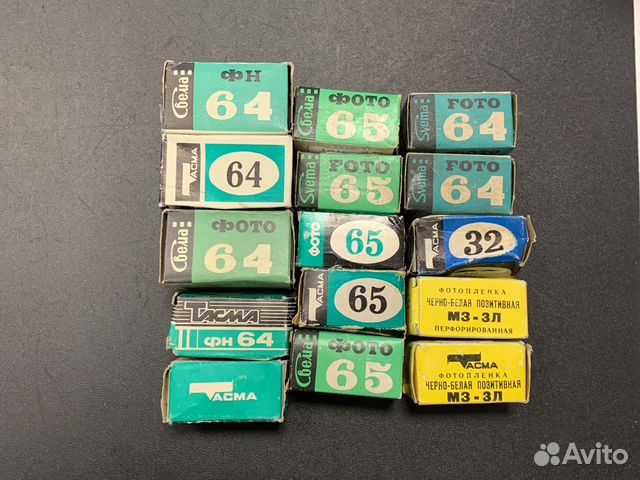 Свема
ФН
64
Тасма
64
Свема
ФОТО
64
Тасма
ФН 64
Тасма
Свема
ФОТО
65
Svema
FOTO
65
ФОТО
65
Тасма
65
Свема
ФОТО
65
Svema
FOTO
64
Svema
FOTO
64
Тасма
32
ФОТОПЛЕНКА
ЧЕРНО-БЕЛАЯ ПОЗИТИВНАЯ
МЗ-3Л
ПЕРФОРИРОВАННАЯ
Тасма
ФОТОПЛЕНКА
ЧЕРНО-БЕЛАЯ ПОЗИТИВНАЯ
МЗ-3Л
Avito